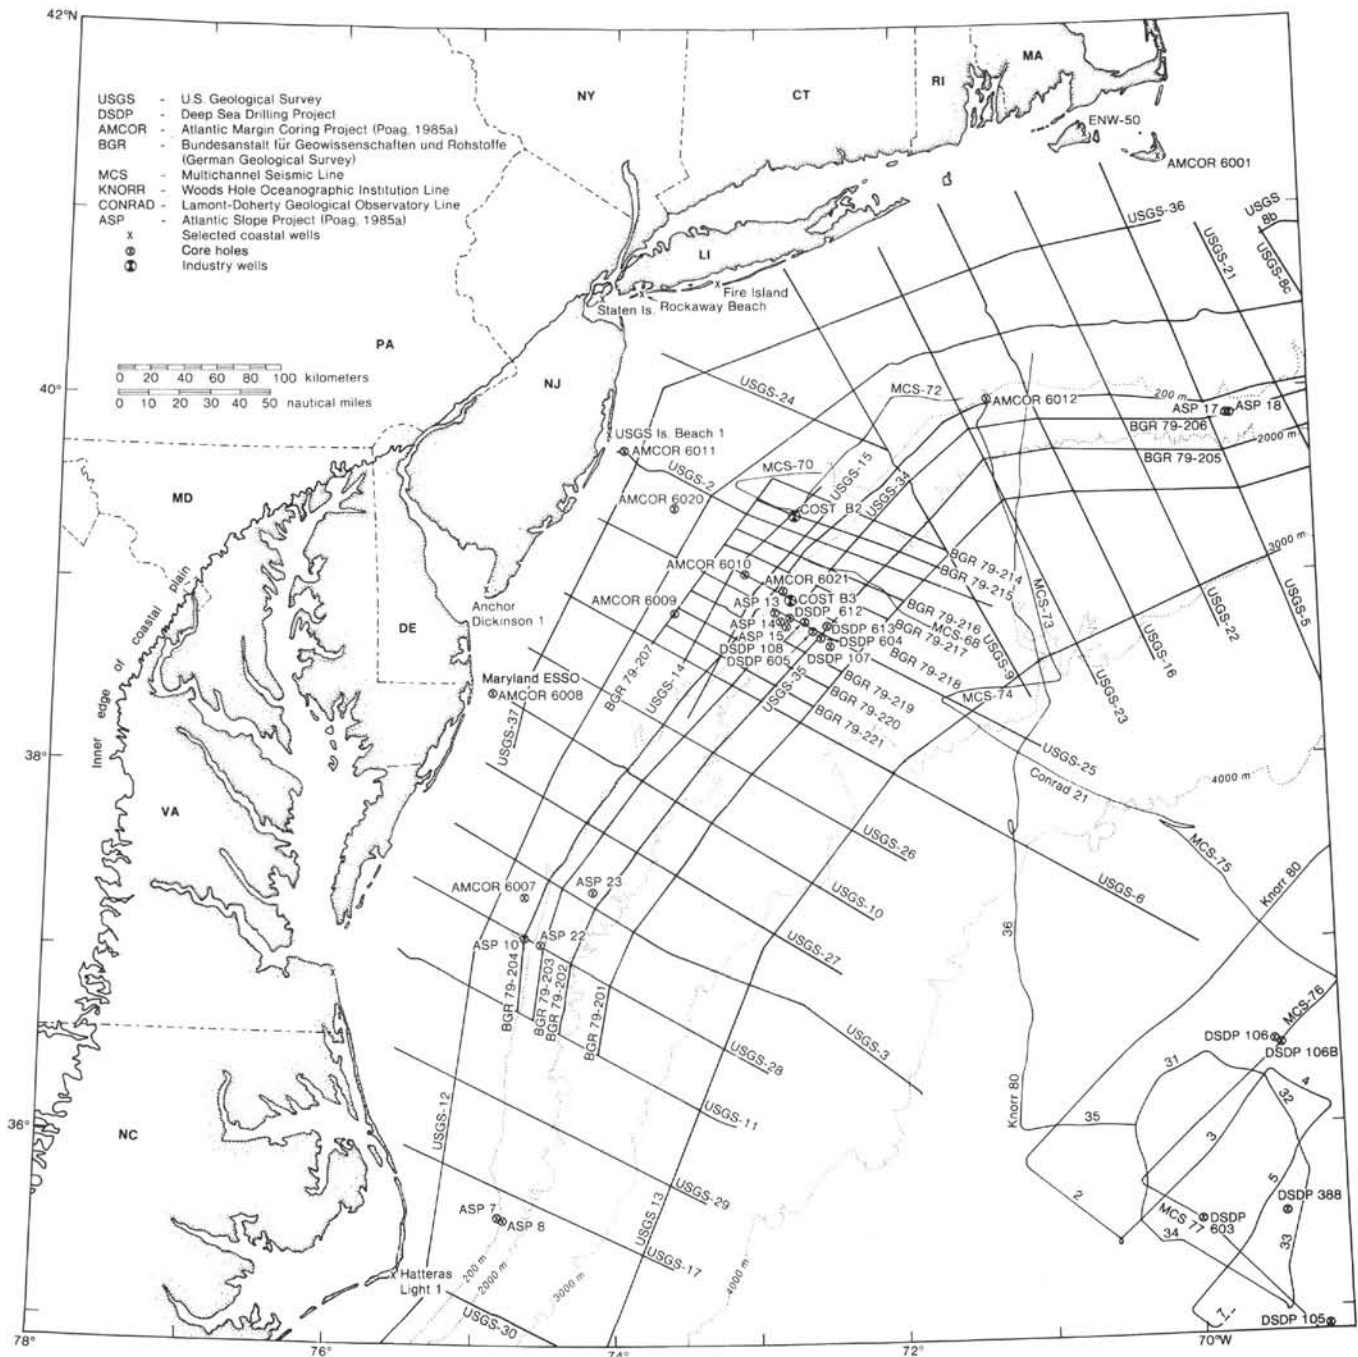 42°N
NY
CT
RI
MA
ENW-50
AMCOR 6001
USGS - U.S. Geological Survey
DSDP - Deep Sea Drilling Project
AMCOR - Atlantic Margin Coring Project (Poag, 1985a)
BGR - Bundesanstalt für Geowissenschaften und Rohstoffe
(German Geological Survey)
MCS - Multichannel Seismic Line
KNORR - Woods Hole Oceanographic Institution Line
CONRAD - Lamont-Doherty Geological Observatory Line
ASP - Atlantic Slope Project (Poag, 1985a)
x Selected coastal wells
Core holes
Industry wells
USGS-36
USGS
8b
USGS-21
USGS-8c
LI
Fire Island
Rockaway Beach
Staten Is.
PA
NJ
0 20 40 60 80 100 kilometers
0 10 20 30 40 50 nautical miles
40°
USGS-24
MCS-72
AMCOR 6012
200 m
ASP 17
ASP 18
BGR 79-206
2000 m
BGR 79-205
USGS Is. Beach 1
AMCOR 6011
USGS-2
MCS-70
USGS-15
USGS-34
MD
AMCOR 6020
COST B2
3000 m
BGR 79-214
BGR 79-215
AMCOR 6010
AMCOR 6021
COST B3
BGR 79-216
MCS-68
BGR 79-217
MCS-73
Anchor
Dickinson 1
AMCOR 6009
ASP 13
DSDP 612
ASP 14
DSDP 613
ASP 15
DSDP 604
DSDP 108
DSDP 605
DSDP 107
BGR 79-218
USGS-9
USGS-16
USGS-22
USGS-5
USGS-23
DE
Inner edge of coastal plain
BGR 79-207
USGS-14
USGS-35
BGR 79-219
BGR 79-220
BGR 79-221
MCS-74
Maryland ESSO
AMCOR 6008
USGS-37
38°
USGS-25
Conrad 21
4000 m
VA
USGS-26
MCS-75
Knorr 80
USGS-6
AMCOR 6007
ASP 23
USGS-10
ASP 10
ASP 22
USGS-27
36
BGR 79-204
BGR 79-203
BGR 79-202
BGR 79-201
MCS-76
DSDP 106
DSDP 106B
USGS-3
USGS-28
31
4
32
USGS-12
Knorr 80
35
36°
NC
USGS-11
3
5
USGS-29
2
DSDP 388
MCS 77
DSDP
603
34
33
ASP 7
ASP 8
USGS 13
USGS-17
Hatteras
Light 1
200 m
2000 m
3000 m
4000 m
USGS-30
DSDP 105
78°
76°
74°
72°
70°W